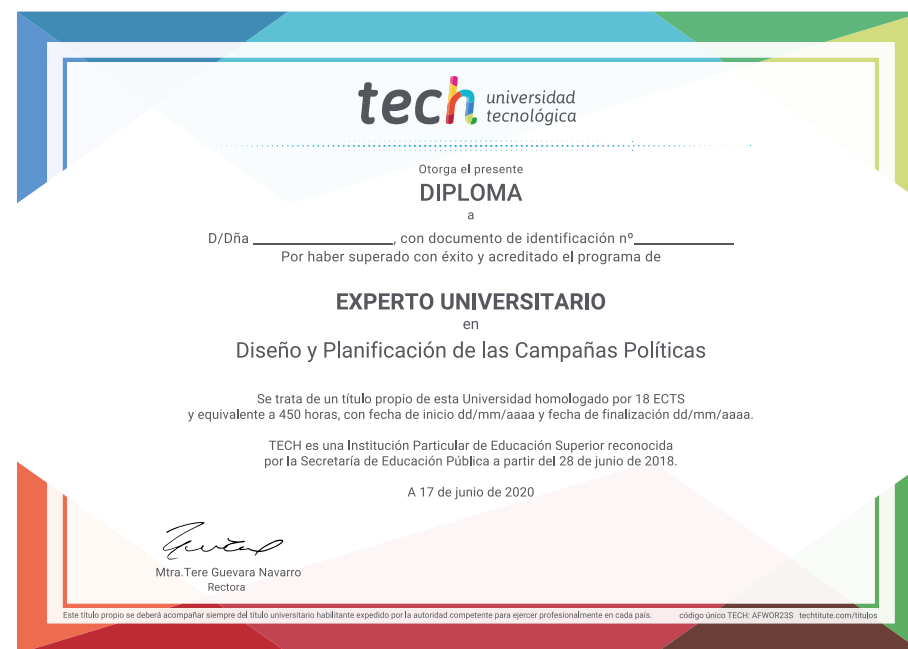 tech universidad
tecnológica
Otorga el presente
DIPLOMA
a
D/Dña ____________________, con documento de identificación nº______________
Por haber superado con éxito y acreditado el programa de
EXPERTO UNIVERSITARIO
en
Diseño y Planificación de las Campañas Políticas
Se trata de un título propio de esta Universidad homologado por 18 ECTS
y equivalente a 450 horas, con fecha de inicio dd/mm/aaaa y fecha de finalización dd/mm/aaaa.
TECH es una Institución Particular de Educación Superior reconocida
por la Secretaría de Educación Pública a partir del 28 de junio de 2018.
A 17 de junio de 2020
Mtra.Tere Guevara Navarro
Rectora
Este título propio se deberá acompañar siempre del título universitario habilitante expedido por la autoridad competente para ejercer profesionalmente en cada país. código único TECH: AFWOR23S techtitute.com/titulos